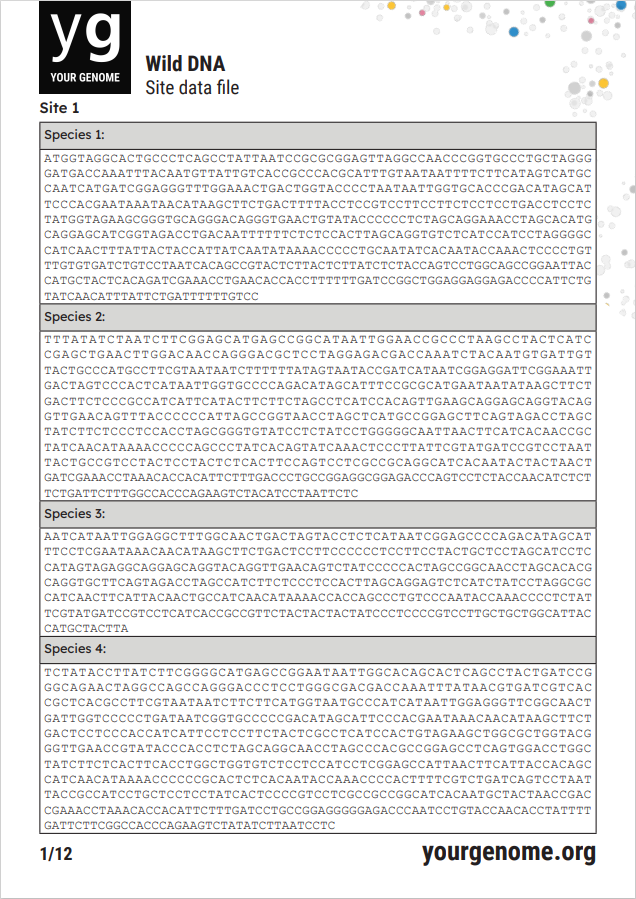 yg
YOUR GENOME
Wild DNA
Site data file
Site 1
Species 1:
ATGGTAGGCACTGCCCTCAGCCTATTAATCCGCGCGGAGTTAGGCCAACCCGGTGCCCTGCTAGGG
GATGACCAAATTTACAATGTTATTGTCACCGCCCACGCATTTGTAATAATTTTCTTCATAGTCATGC
CAATCATGATCGGAGGGTTTGGAAACTGACTGGTACCCCTAATAATTGGTGCACCCGACATAGCAT
TCCCACGAATAAATAACATAAGCTTCTGACTTTTACCTCCGTCCTTCCTTCTCCTCCTGACCTCCTC
TATGGTAGAAGCGGGTGCAGGGACAGGGTGAACTGTATACCCCCCTCTAGCAGGAAACCTAGCACATG
CAGGAGCATCGGTAGACCTGACAATTTTTTCTCTCCACTTAGCAGGTGTCTCATCCATCCTAGGGGC
CATCAACTTTATTACTACCATTATCAATATAAAACCCCCTGCAATATCACAATACCAAACTCCCCTGT
TTGTGTGATCTGTCCTAATCACAGCCGTACTCTTACTCTTATCTCTACCAGTCCTGGCAGCCGGAATTAC
CATGCTACTCACAGATCGAAACCTGAACACCACCTTTTTTGATCCGGCTGGAGGAGGAGACCCCATTCTG
TATCAACATTTATTCTGATTTTTTGTCC
Species 2:
TTTATATCTAATCTTCGGAGCATGAGCCGGCATAATTGGAACCGCCCTAAGCCTACTCATC
CGAGCTGAACTTGGACAACCAGGGACGCTCCTAGGAGACGACCAAATCTACAATGTGATTGT
TACTGCCCATGCCTTCGTAATAATCTTTTTTATAGTAATACCGATCATAATCGGAGGATTCGGAAATT
GACTAGTCCCACTCATAATTGGTGCCCCAGACATAGCATTTCCGCGCATGAATAATATAAGCTTCT
GACTTCTCCCGCCATCATTCATACTTCTTCTAGCCTCATCCACAGTTGAAGCAGGAGCAGGTACAG
GTTGAACAGTTTACCCCCCATTAGCCGGTAACCTAGCTCATGCCGGAGCTTCAGTAGACCTAGC
TATCTTCTCCCTCCACCTAGCGGGTGTATCCTCTATCCTGGGGGCAATTAACTTCATCACAACCGC
TATCAACATAAAACCCCCAGCCCTATCACAGTATCAAACTCCCTTATTCGTATGATCCGTCCTAAT
TACTGCCGTCCTACTCCTACTCTCACTTCCAGTCCTCGCCGCAGGCATCACAATACTACTAACT
GATCGAAACCTAAACACCACATTCTTTGACCCTGCCGGAGGCGGAGACCCAGTCCTCTACCAACATCTCT
TCTGATTCTTTGGCCACCCAGAAGTCTACATCCTAATTCTC
Species 3:
AATCATAATTGGAGGCTTTGGCAACTGACTAGTACCTCTCATAATCGGAGCCCCAGACATAGCAT
TTCCTCGAATAAACAACATAAGCTTCTGACTCCTTCCCCCCTCCTTCCTACTGCTCCTAGCATCCTC
CATAGTAGAGGCAGGAGCAGGTACAGGTTGAACAGTCTATCCCCCACTAGCCGGCAACCTAGCACACG
CAGGTGCTTCAGTAGACCTAGCCATCTTCTCCCTCCACTTAGCAGGAGTCTCATCTATCCTAGGCGC
CATCAACTTCATTACAACTGCCATCAACATAAAACCACCAGCCCTGTCCCAATACCAAACCCCTCTAT
TCGTATGATCCGTCCTCATCACCGCCGTTCTACTACTACTATCCCTCCCCGTCCTTGCTGCTGGCATTAC
CATGCTACTTA
Species 4:
TCTATACCTTATCTTCGGGGCATGAGCCGGAATAATTGGCACAGCACTCAGCCTACTGATCCG
GGCAGAACTAGGCCAGCCAGGGACCCTCCTGGGCGACGACCAAATTTATAACGTGATCGTCAC
CGCTCACGCCTTCGTAATAATCTTCTTCATGGTAATGCCCATCATAATTGGAGGGTTCGGCAACT
GATTGGTCCCCCTGATAATCGGTGCCCCCGACATAGCATTCCCACGAATAAACAACATAAGCTTCT
GACTCCTCCCACCATCATTCCTCCTTCTACTCGCCTCATCCACTGTAGAAGCTGGCGCTGGTACG
GGTTGAACCGTATACCCACCTCTAGCAGGCAACCTAGCCCACGCCGGAGCCTCAGTGGACCTGGC
TATCTTCTCACTTCACCTGGCTGGTGTCTCCTCCATCCTCGGAGCCATTAACTTCATTACCACAGC
CATCAACATAAAACCCCCCGCACTCTCACAATACCAAACCCCACTTTTCGTCTGATCAGTCCTAAT
TACCGCCATCCTGCTCCTCCTATCACTCCCCGTCCTCGCCGCCGGCATCACAATGCTACTAACCGAC
CGAAACCTAAACACCACATTCTTTGATCCTGCCGGAGGGGGAGACCCAATCCTGTACCAACACCTATTTT
GATTCTTCGGCCACCCAGAAGTCTATATCTTAATCCTC
1/12
yourgenome.org